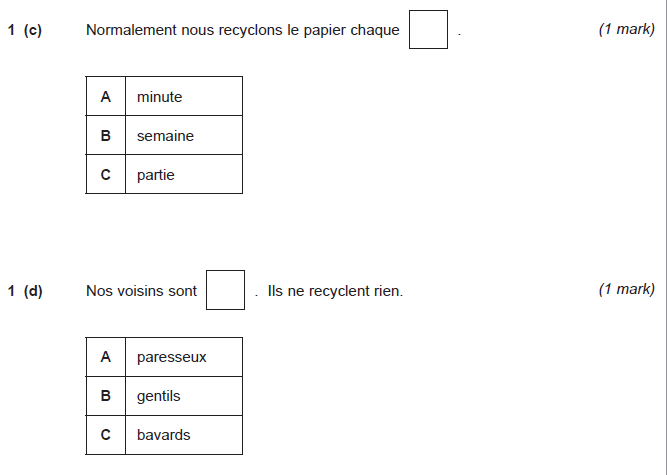 1 (c) Normalement nous recyclons le papier chaque . (1 mark)
A minute
B semaine
C partie
1 (d) Nos voisins sont . Ils ne recyclent rien. (1 mark)
A paresseux
B gentils
C bavards